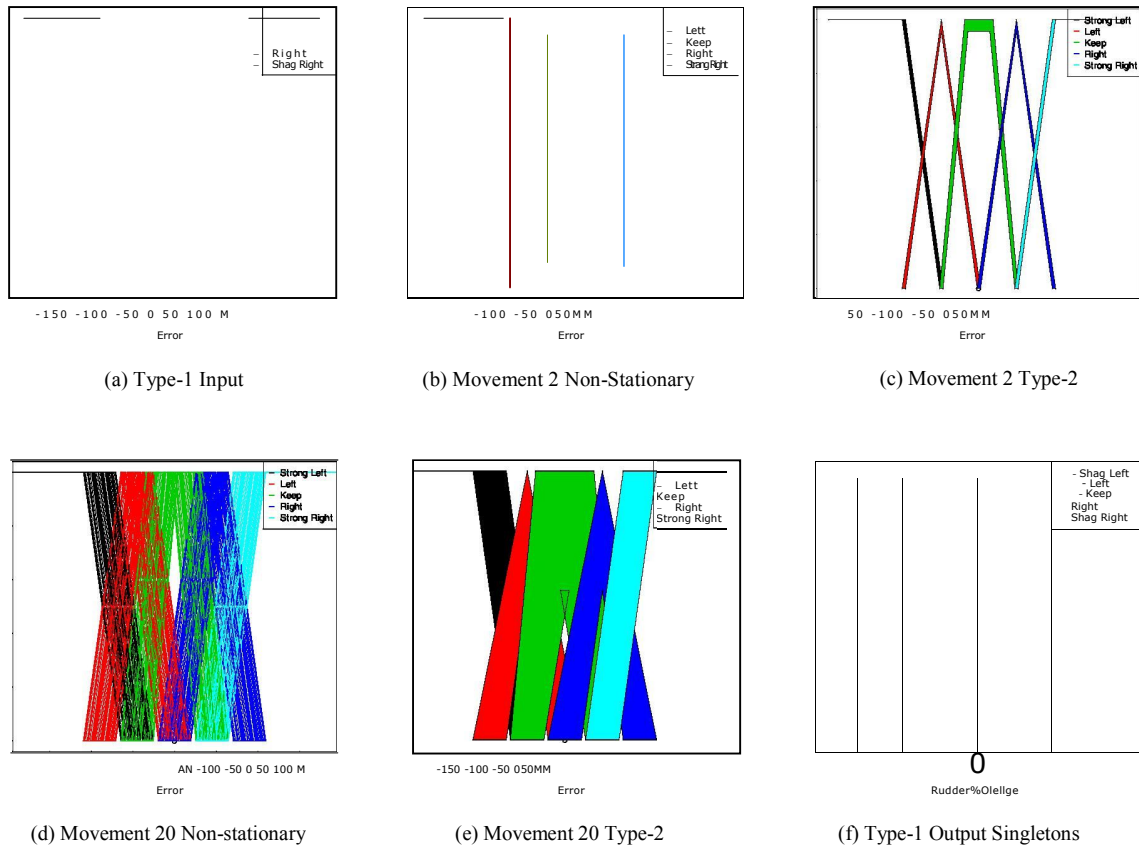 Right
Shag Right
-150 -100 -50 0 50 100 M
Error
(a) Type-1 Input
Lett
Keep
Right
Strang Right
-100 -50 050MM
Error
(b) Movement 2 Non-Stationary
Strong Left
Left
Keep
Right
Strong Right
50 -100 -50 050MM
Error
(c) Movement 2 Type-2
Strong Left
Left
Keep
Right
Strong Right
AN -100 -50 0 50 100 M
Error
(d) Movement 20 Non-stationary
Lett
Keep
Right
Strong Right
-150 -100 -50 050MM
Error
(e) Movement 20 Type-2
- Shag Left
- Left
- Keep
Right
Shag Right
0
Rudder%Olellge
(f) Type-1 Output Singletons